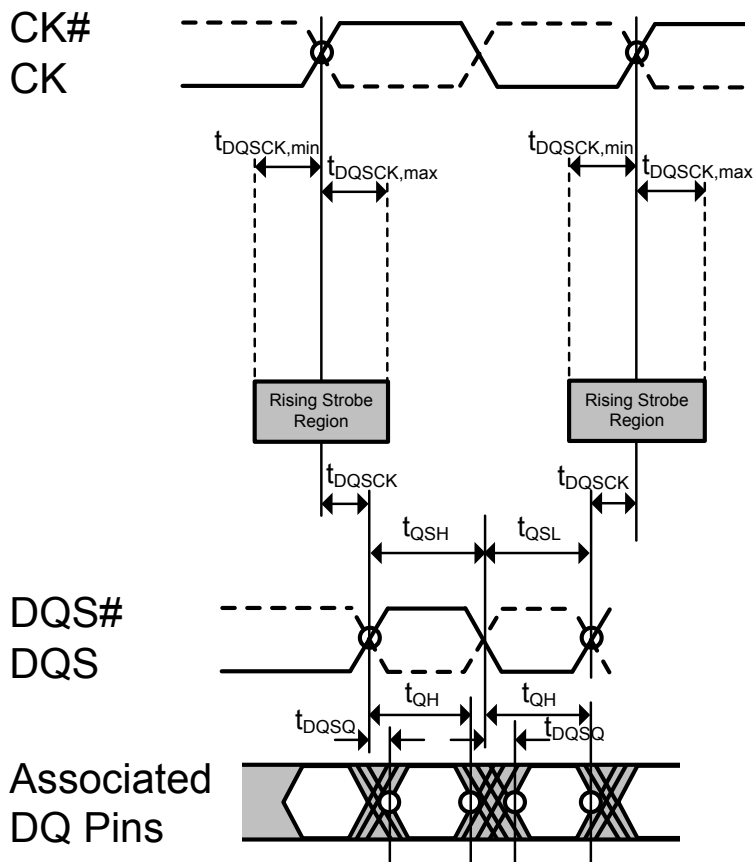 CK#
CK
tDQSCK,min
tDQSCK,max
tDQSCK,min
tDQSCK,max
Rising Strobe
Region
Rising Strobe
Region
tDQSCK
tDQSCK
tQSH
tQSL
DQS#
DQS
tQH
tQH
tDQSQ
tDQSQ
Associated
DQ Pins